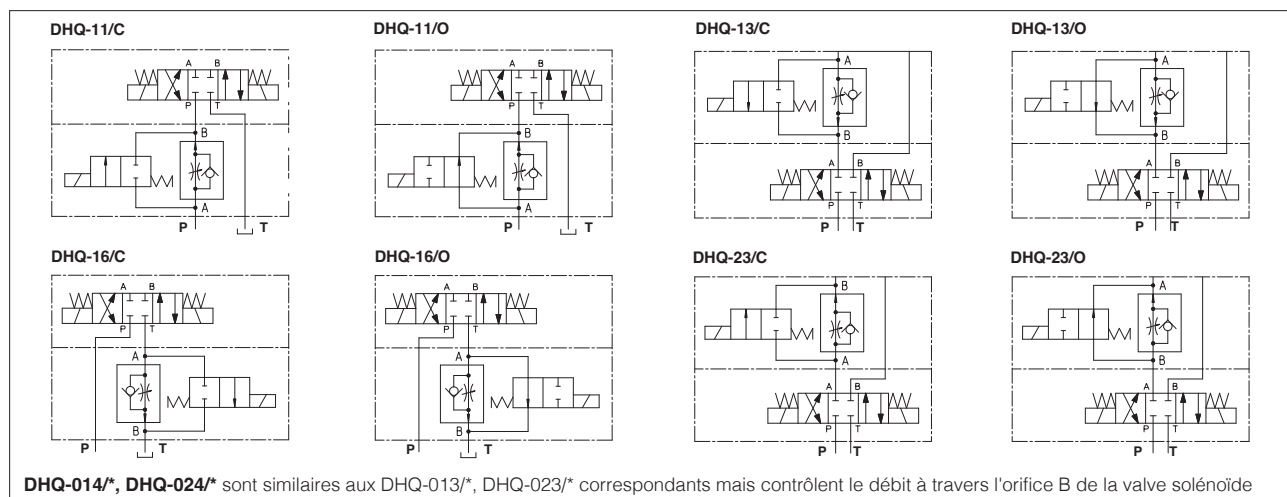 DHQ-11/C
A B
P T
B
A
P T
DHQ-11/O
A B
P T
B
A
P T
DHQ-13/C
A
B
A B
P T
P T
DHQ-13/O
A
B
A B
P T
P T
DHQ-16/C
A B
P T
A
B
P T
DHQ-16/O
A B
P T
A
B
P T
DHQ-23/C
B
A
A B
P T
P T
DHQ-23/O
A
B
A B
P T
P T
DHQ-014/*, DHQ-024/* sont similaires aux DHQ-013/*, DHQ-023/* correspondants mais contrôlent le débit à travers l'orifice B de la valve solénoïde